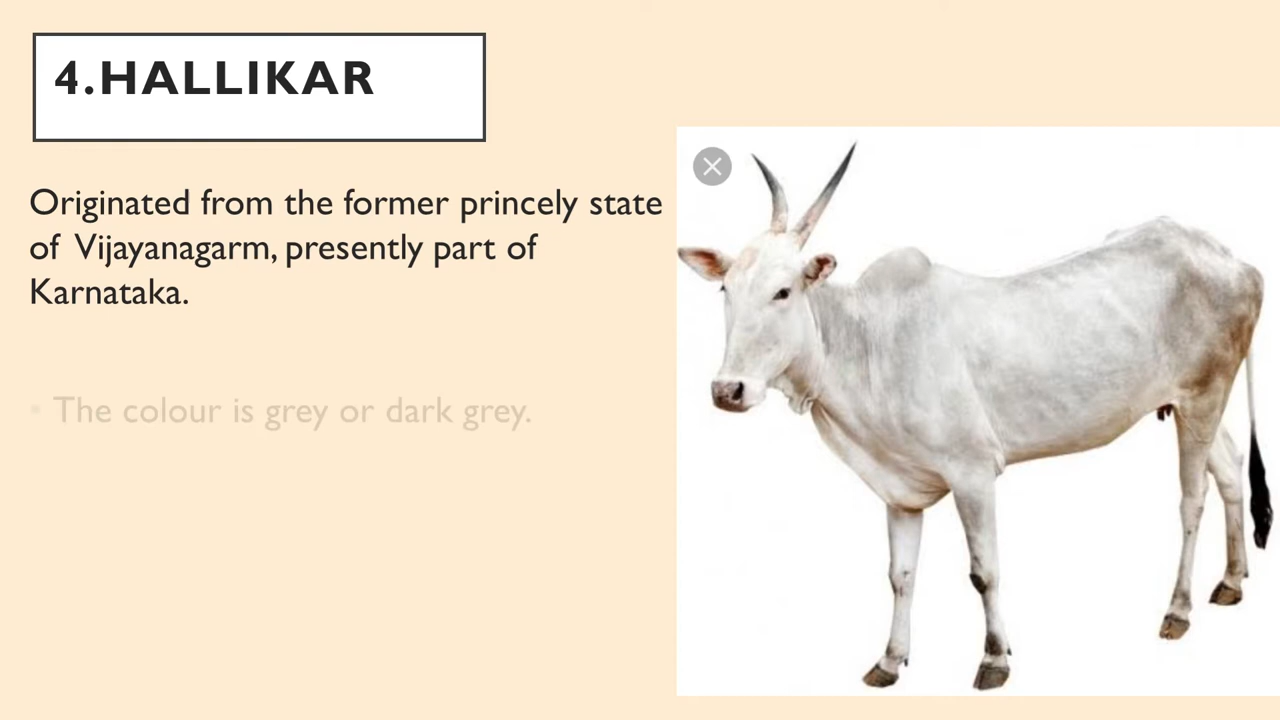 4.HALLIKAR
Originated from the former princely state
of Vijayanagarm, presently part of
Karnataka.
• The colour is grey or dark grey.